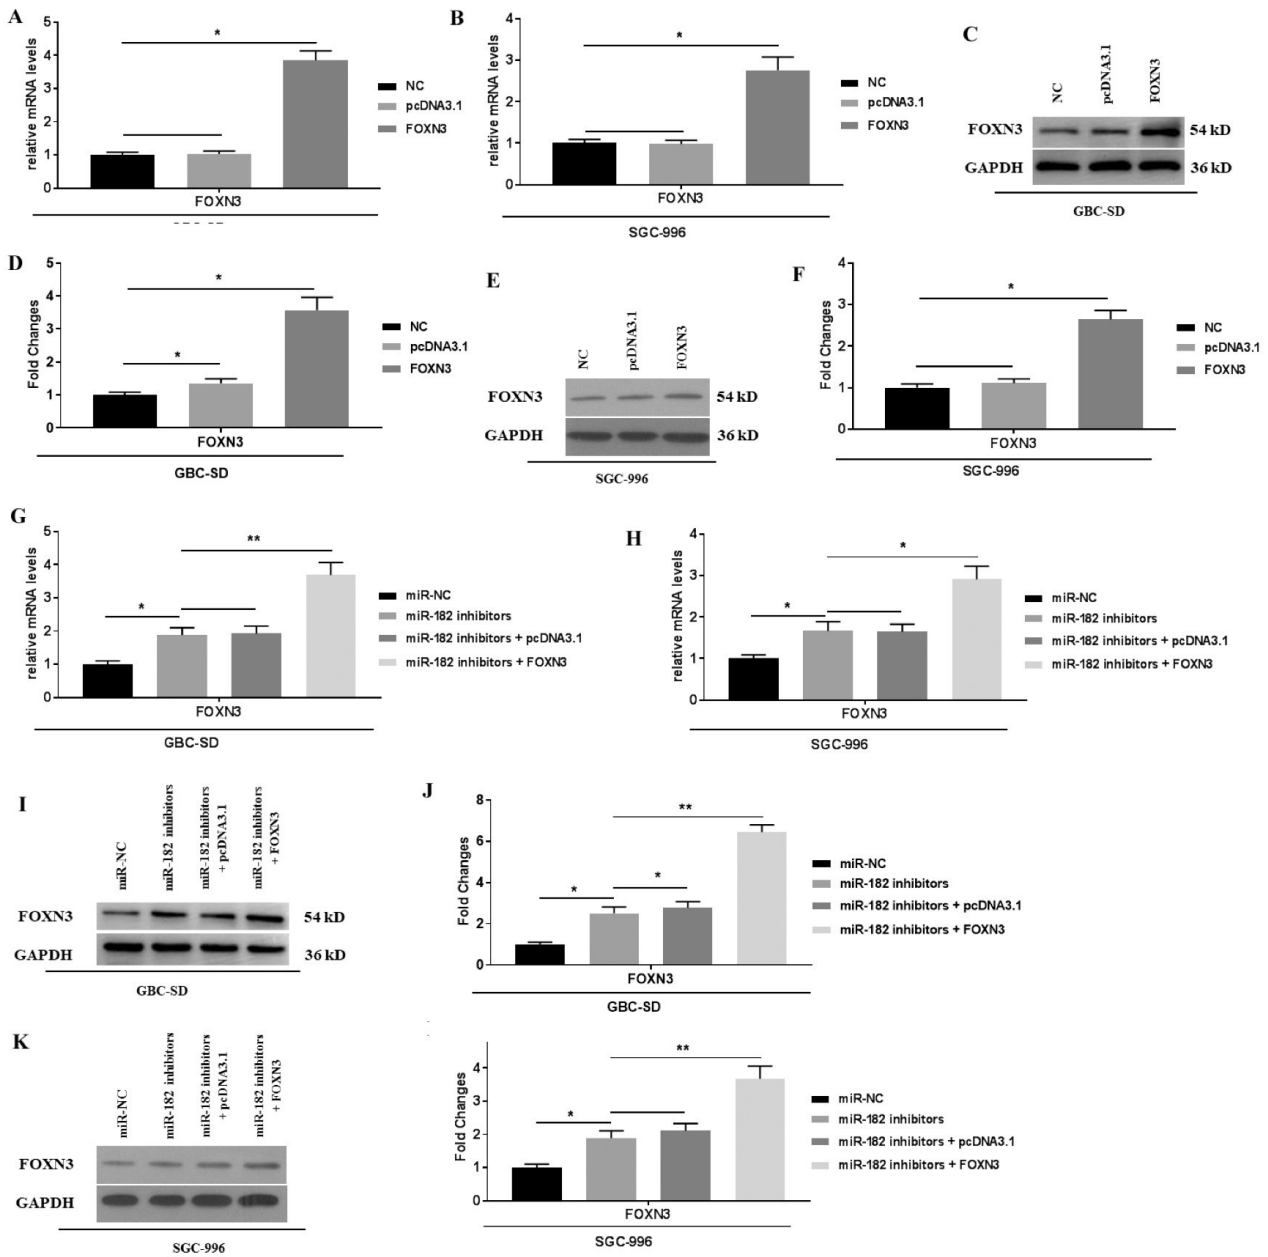 A
relative mRNA levels
5
4
3
2
1
0
*
FOXN3
NC
pcDNA3.1
FOXN3
B
relative mRNA levels
4
3
2
1
0
*
FOXN3
SGC-996
NC
pcDNA3.1
FOXN3
C
NC
pcDNA3.1
FOXN3
FOXN3 54 kD
GAPDH 36 kD
GBC-SD
D
Fold Changes
5
4
3
2
1
0
*
*
FOXN3
GBC-SD
NC
pcDNA3.1
FOXN3
E
NC
pcDNA3.1
FOXN3
FOXN3 54 kD
GAPDH 36 kD
SGC-996
F
Fold Changes
4
3
2
1
0
*
FOXN3
SGC-996
NC
pcDNA3.1
FOXN3
G
relative mRNA levels
5
4
3
2
1
0
*
**
FOXN3
GBC-SD
miR-NC
miR-182 inhibitors
miR-182 inhibitors + pcDNA3.1
miR-182 inhibitors + FOXN3
H
relative mRNA levels
4
3
2
1
0
*
*
FOXN3
SGC-996
miR-NC
miR-182 inhibitors
miR-182 inhibitors + pcDNA3.1
miR-182 inhibitors + FOXN3
I
miR-NC
miR-182 inhibitors
miR-182 inhibitors
+ pcDNA3.1
miR-182 inhibitors
+ FOXN3
FOXN3 54 kD
GAPDH 36 kD
GBC-SD
J
Fold Changes
8
6
4
2
0
*
*
**
FOXN3
GBC-SD
miR-NC
miR-182 inhibitors
miR-182 inhibitors + pcDNA3.1
miR-182 inhibitors + FOXN3
K
miR-NC
miR-182 inhibitors
miR-182 inhibitors
+ pcDNA3.1
miR-182 inhibitors
+ FOXN3
FOXN3
GAPDH
SGC-996
Fold Changes
4
3
2
1
0
*
**
FOXN3
SGC-996
miR-NC
miR-182 inhibitors
miR-182 inhibitors + pcDNA3.1
miR-182 inhibitors + FOXN3